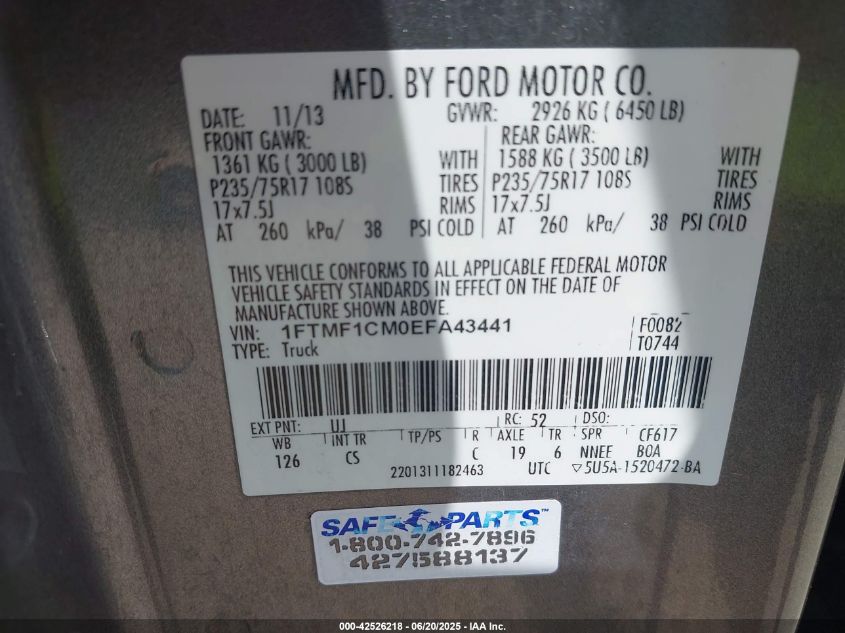 MFD. BY FORD MOTOR CO.
DATE: 11/13 GVWR: 2926 KG ( 6450 LB)
FRONT GAWR: REAR GAWR:
1361 KG ( 3000 LB) WITH 1588 KG ( 3500 LB) WITH
P235/75R17 108S TIRES P235/75R17 108S TIRES
17x7.5J RIMS 17x7.5J RIMS
AT 260 kPa/ 38 PSI COLD AT 260 kPa/ 38 PSI COLD
THIS VEHICLE CONFORMS TO ALL APPLICABLE FEDERAL MOTOR
VEHICLE SAFETY STANDARDS IN EFFECT ON THE DATE OF
MANUFACTURE SHOWN ABOVE.
VIN: 1FTMF1CM0EFA43441 F0082
TYPE: Truck T0744
EXT PNT: UJ RC: 52 DSO:
WB INT TR TP/PS R AXLE TR SPR CF617
126 CS C 19 6 NNEE BOA
2201311182463 UTC ▽5U5A-1520472-BA
SAFE PARTS™
1-800-742-7896
427588137
000-42526218 - 06/20/2025 - IAA Inc.